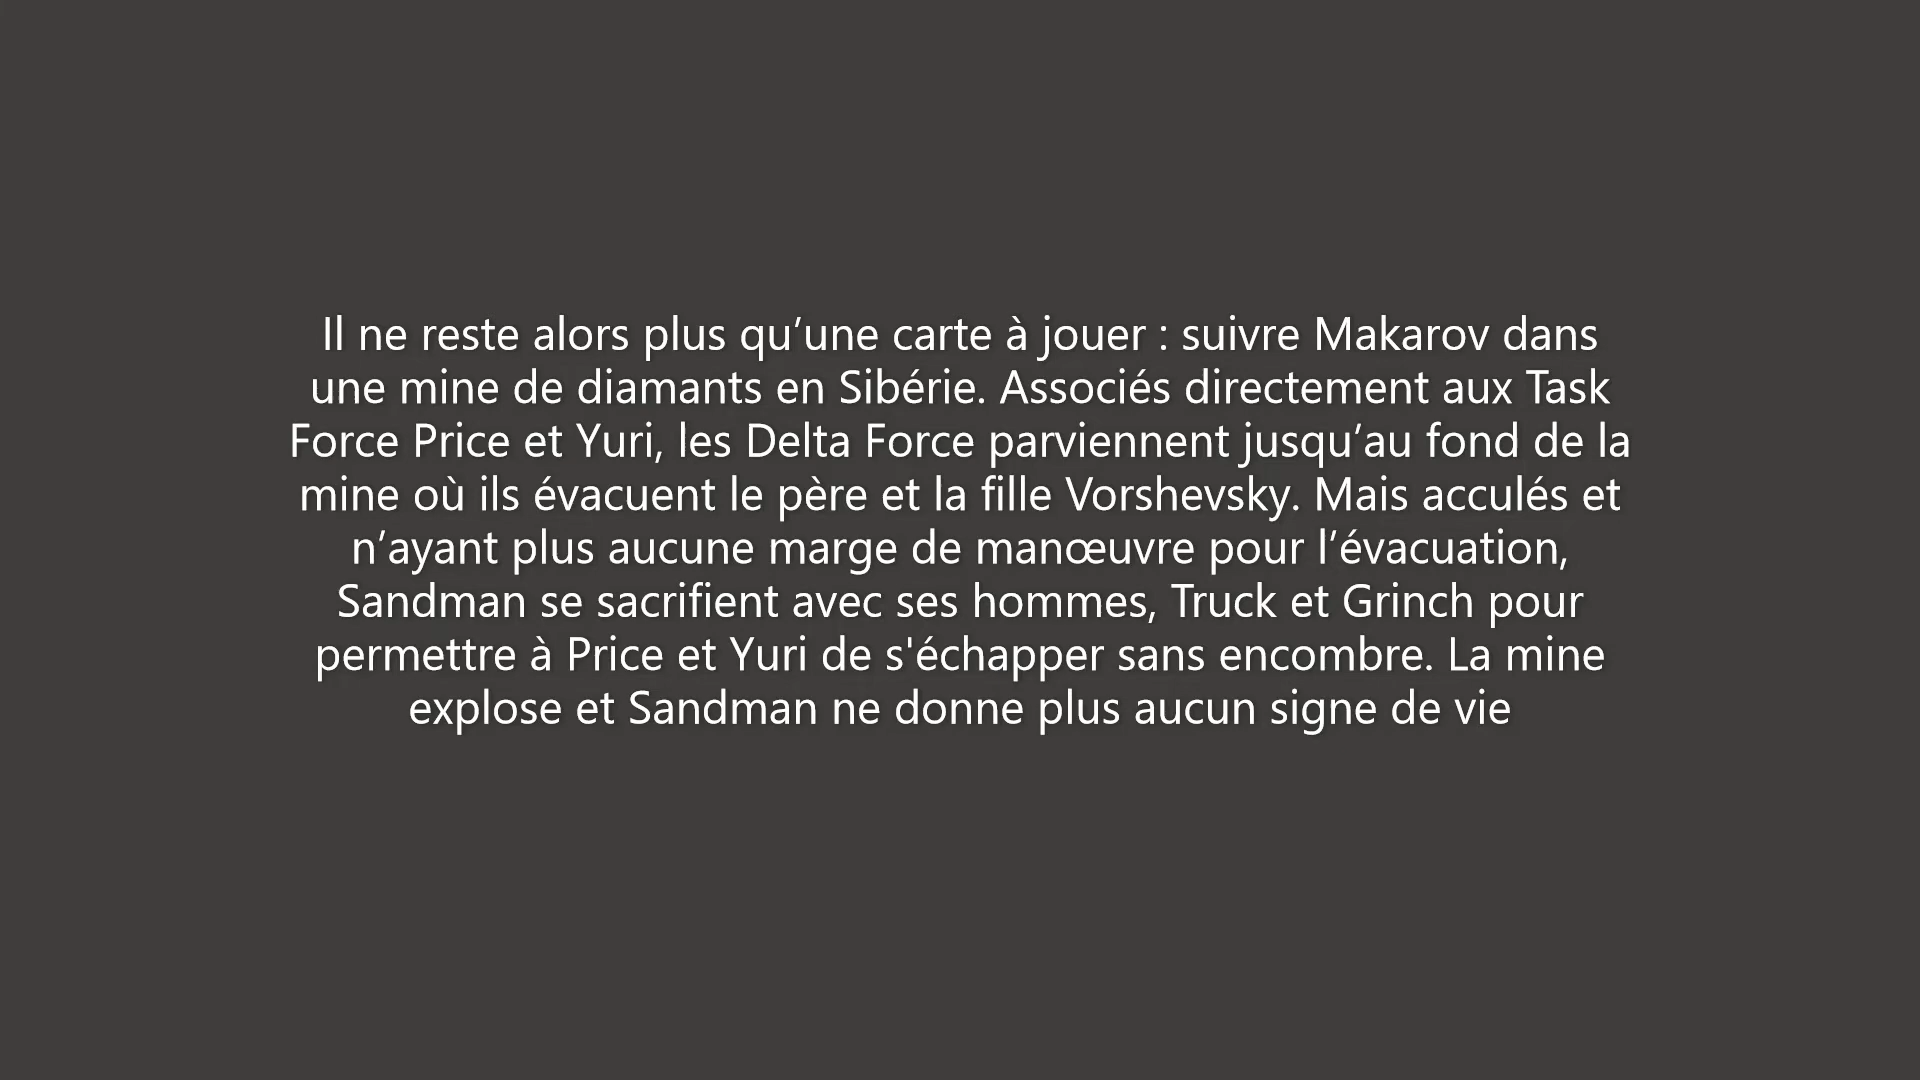 Il ne reste alors plus qu’une carte à jouer : suivre Makarov dans
une mine de diamants en Sibérie. Associés directement aux Task
Force Price et Yuri, les Delta Force parviennent jusqu’au fond de la
mine où ils évacuent le père et la fille Vorshevsky. Mais acculés et
n’ayant plus aucune marge de manœuvre pour l’évacuation,
Sandman se sacrifient avec ses hommes, Truck et Grinch pour
permettre à Price et Yuri de s'échapper sans encombre. La mine
explose et Sandman ne donne plus aucun signe de vie